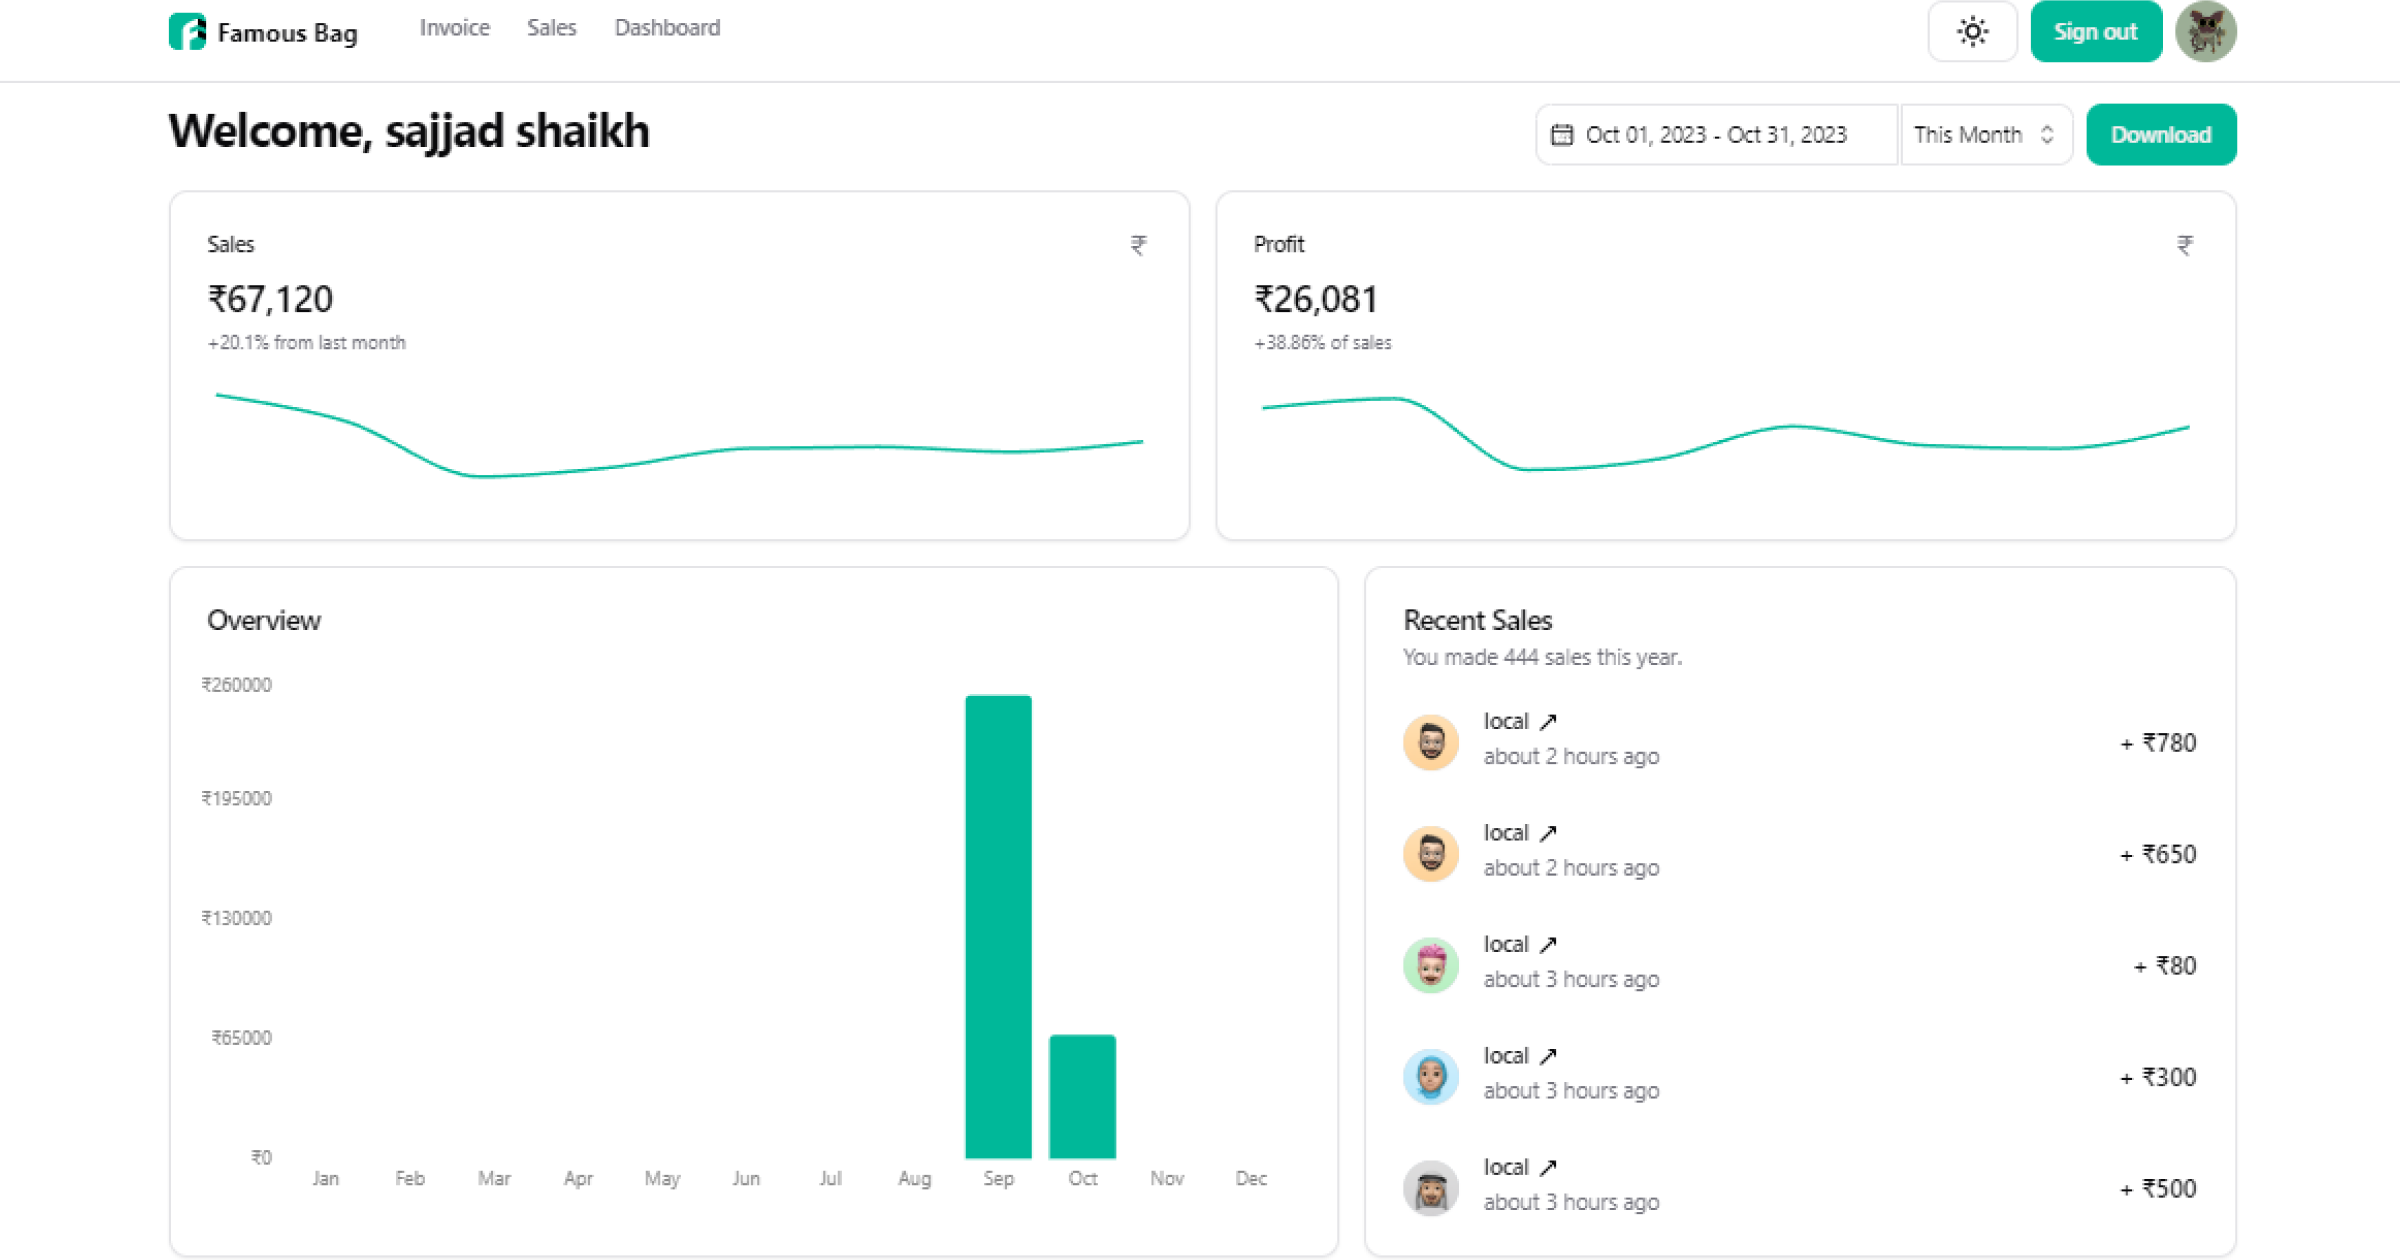 Famous Bag
Invoice Sales Dashboard
Sign out
Welcome, sajjad shaikh
Oct 01, 2023 - Oct 31, 2023
This Month
Download
Sales ₹
₹67,120
+20.1% from last month
Profit ₹
₹26,081
+38.86% of sales
Overview
₹260000
₹195000
₹130000
₹65000
₹0
Jan Feb Mar Apr May Jun Jul Aug Sep Oct Nov Dec
Recent Sales
You made 444 sales this year.
local ↗
about 2 hours ago
+ ₹780
local ↗
about 2 hours ago
+ ₹650
local ↗
about 3 hours ago
+ ₹80
local ↗
about 3 hours ago
+ ₹300
local ↗
about 3 hours ago
+ ₹500